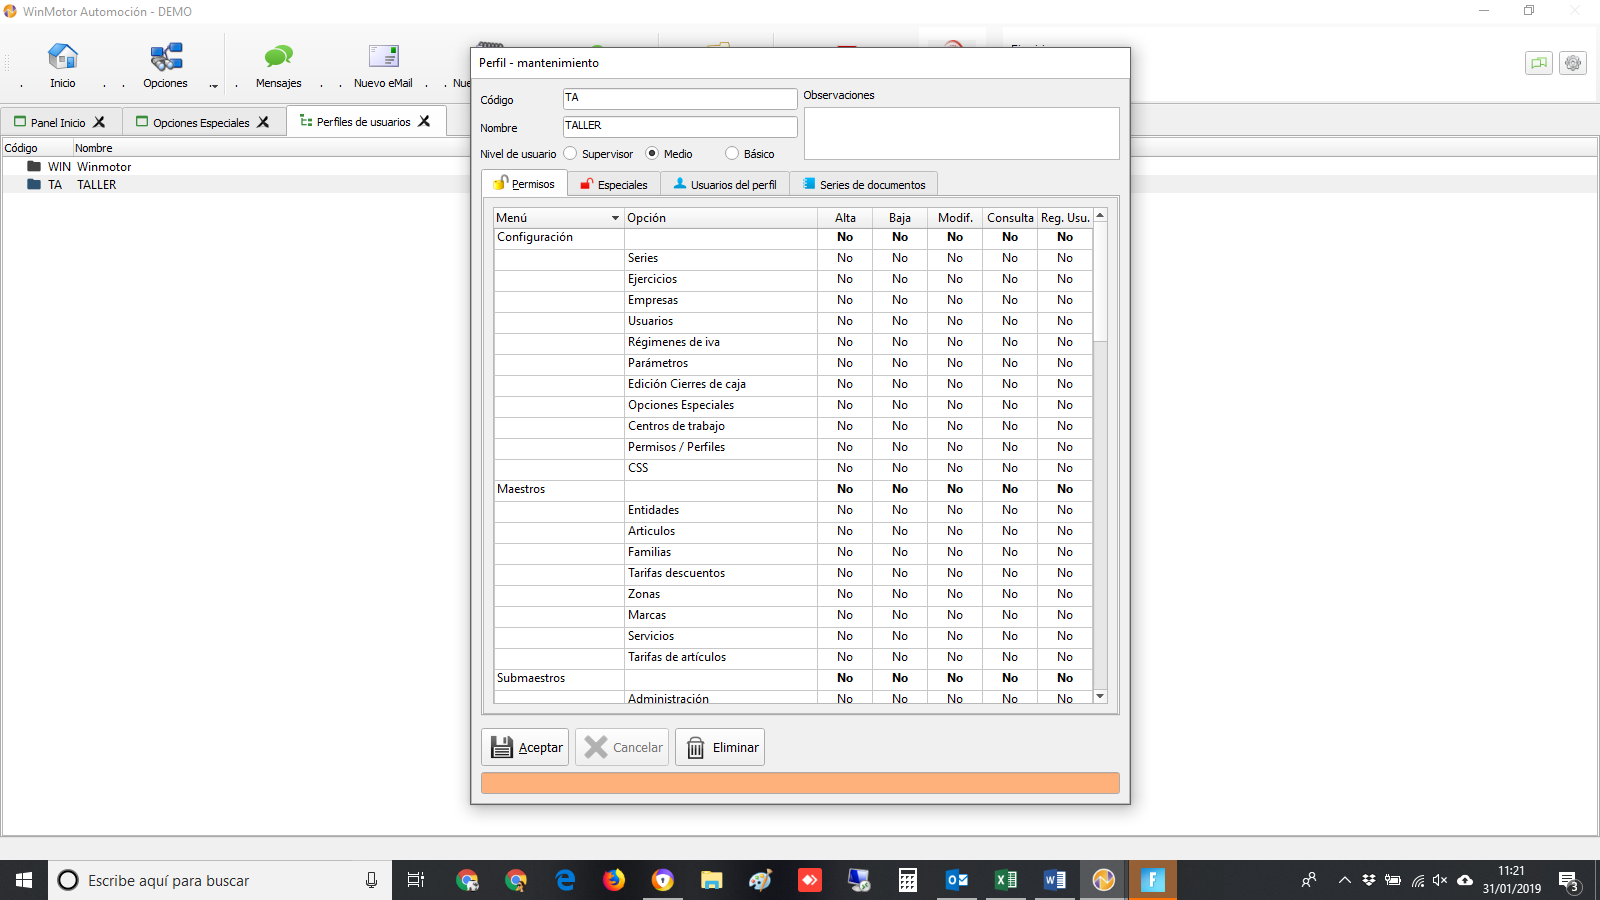 WinMotor Automoción - DEMO
Inicio
Opciones
Mensajes
Nuevo eMail
Panel Inicio
Opciones Especiales
Perfiles de usuarios
Código Nombre
WIN Winmotor
TA TALLER
Perfil - mantenimiento
Código TA
Nombre TALLER
Observaciones
Nivel de usuario Supervisor Medio Básico
Permisos Especiales Usuarios del perfil Series de documentos
Menú Opción Alta Baja Modif. Consulta Reg. Usu.
Configuración No No No No No
Series No No No No No
Ejercicios No No No No No
Empresas No No No No No
Usuarios No No No No No
Régimenes de iva No No No No No
Parámetros No No No No No
Edición Cierres de caja No No No No No
Opciones Especiales No No No No No
Centros de trabajo No No No No No
Permisos / Perfiles No No No No No
CSS No No No No No
Maestros No No No No No
Entidades No No No No No
Articulos No No No No No
Familias No No No No No
Tarifas descuentos No No No No No
Zonas No No No No No
Marcas No No No No No
Servicios No No No No No
Tarifas de artículos No No No No No
Submaestros No No No No No
Administración No No No No No
Aceptar Cancelar Eliminar
Escribe aquí para buscar
11:21
31/01/2019
3